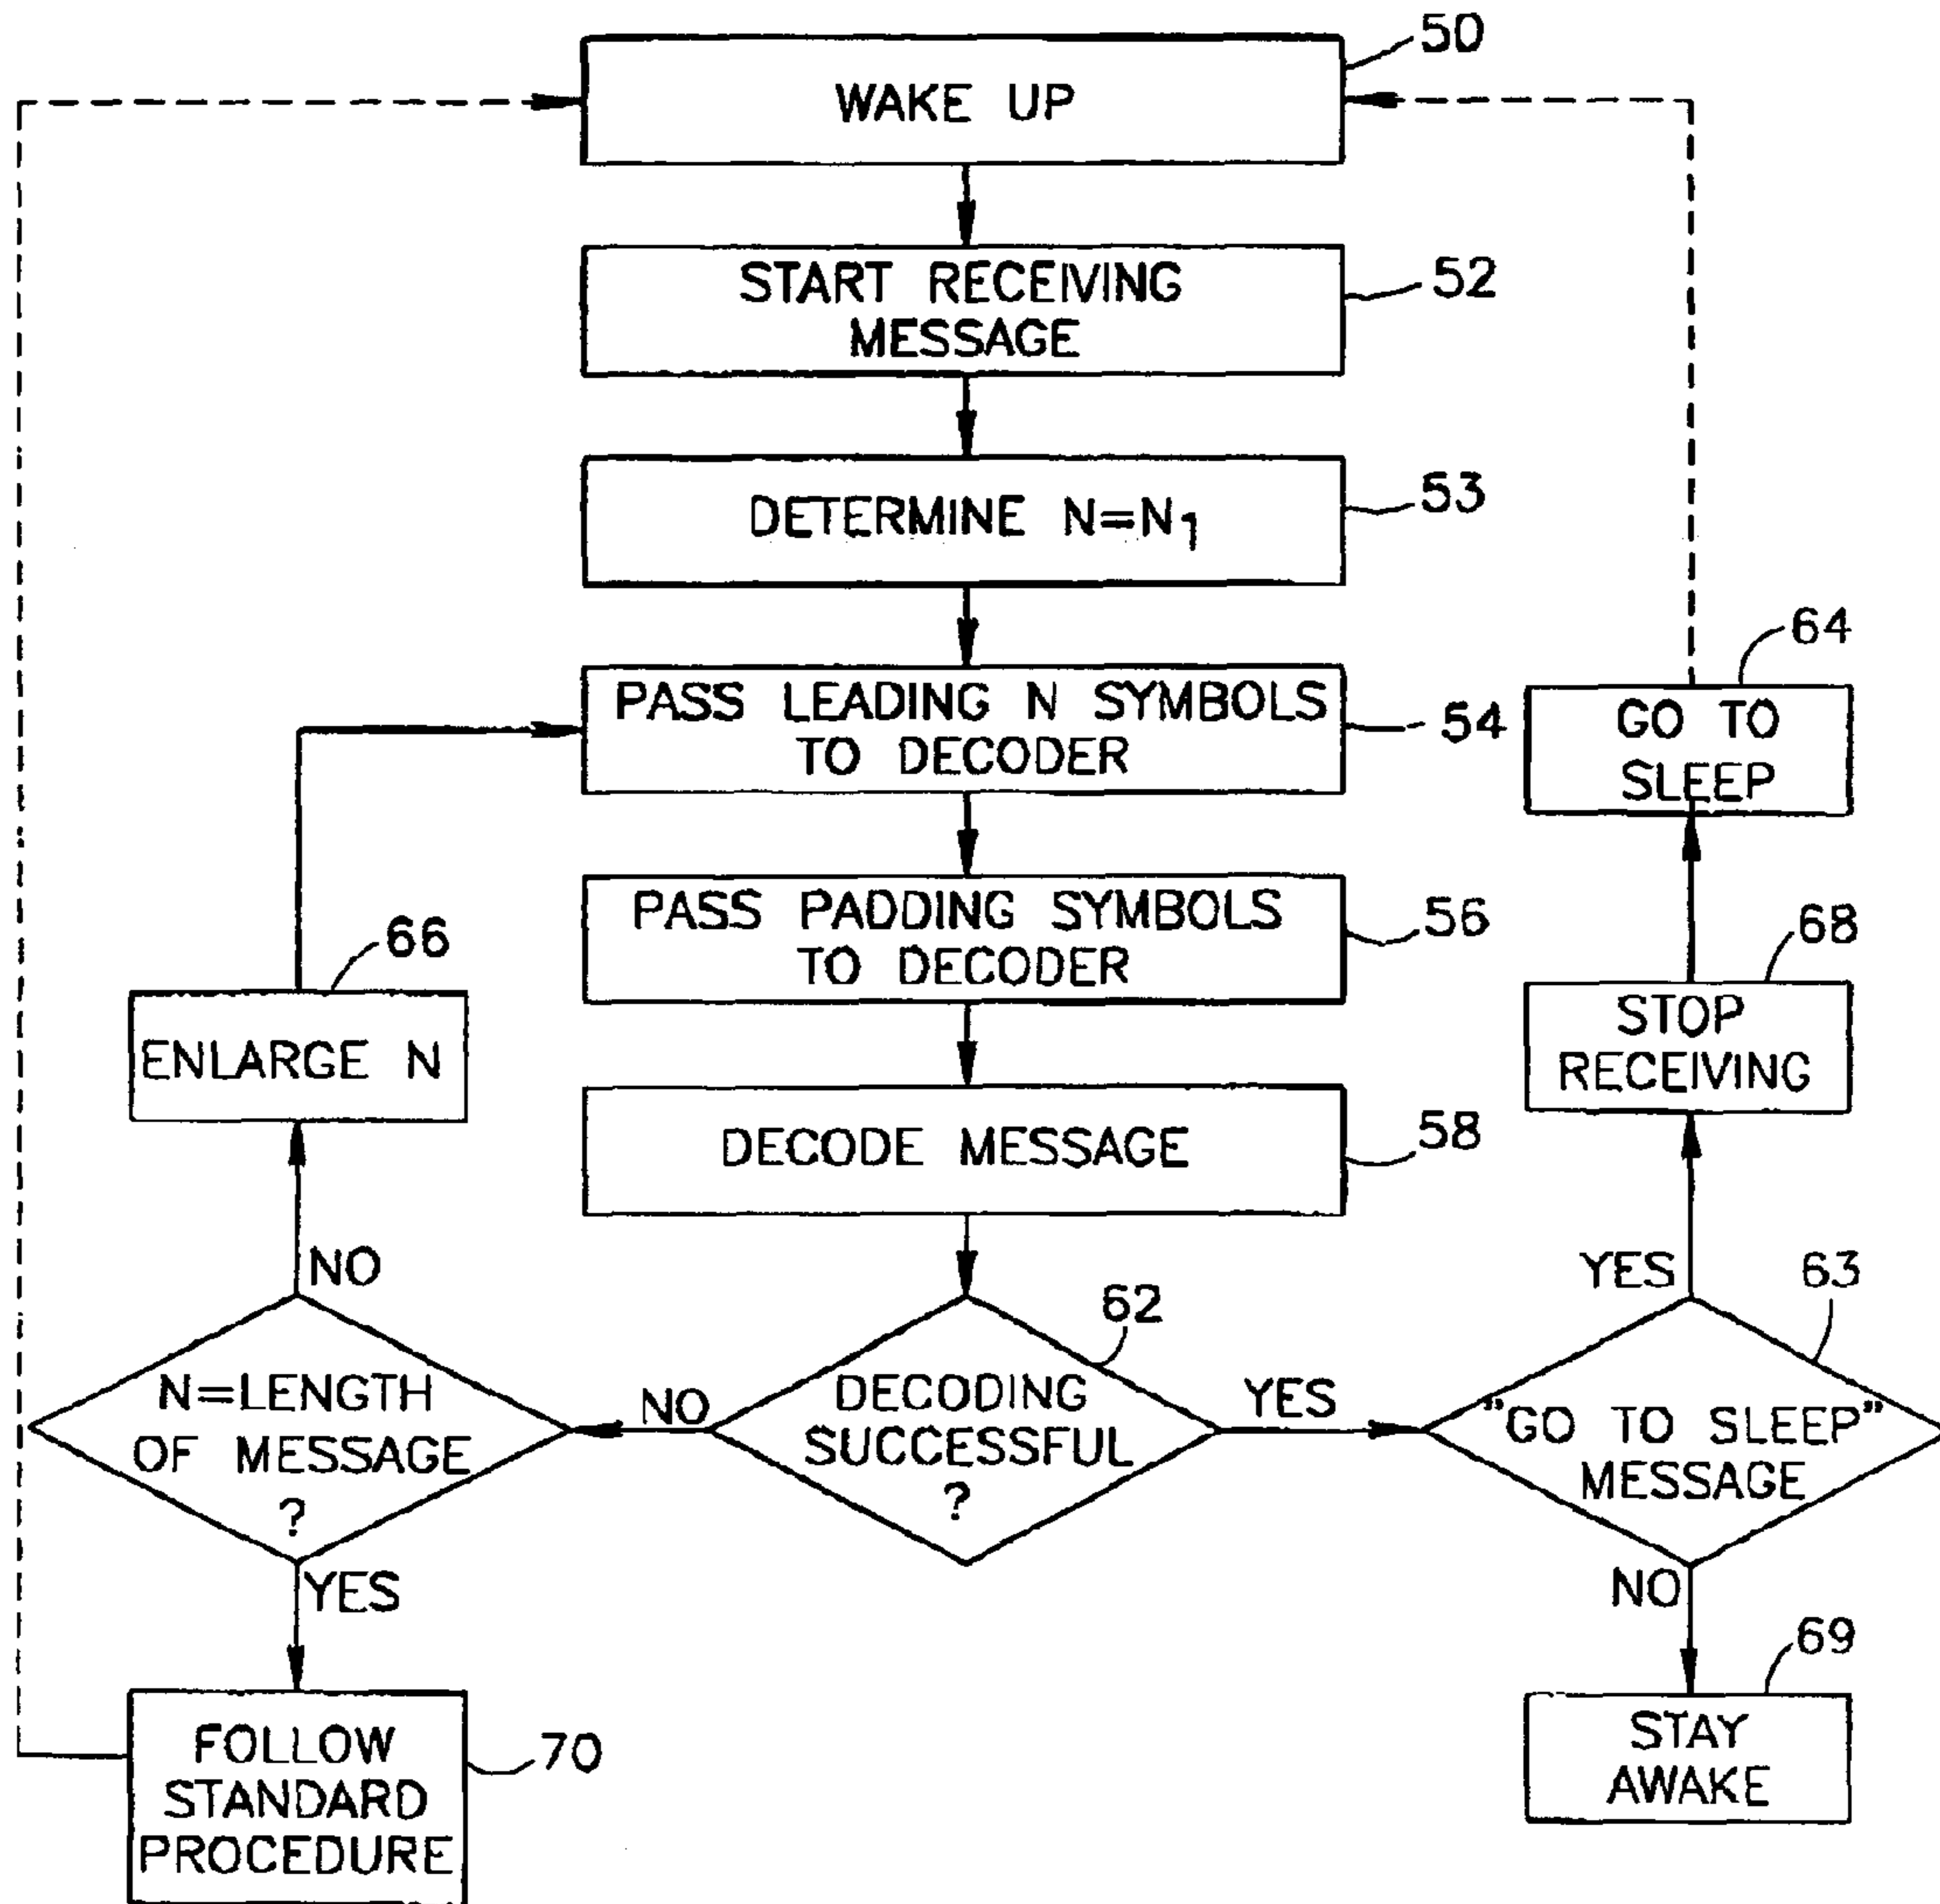 50
WAKE UP
START RECEIVING
MESSAGE
52
DETERMINE N=N1
53
PASS LEADING N SYMBOLS
TO DECODER
54
64
GO TO
SLEEP
PASS PADDING SYMBOLS
TO DECODER
56
66
ENLARGE N
68
STOP
RECEIVING
DECODE MESSAGE
58
NO
N=LENGTH
OF MESSAGE
?
YES
NO
62
DECODING
SUCCESSFUL
?
YES
YES
63
"GO TO SLEEP"
MESSAGE
NO
FOLLOW
STANDARD
PROCEDURE
70
69
STAY
AWAKE